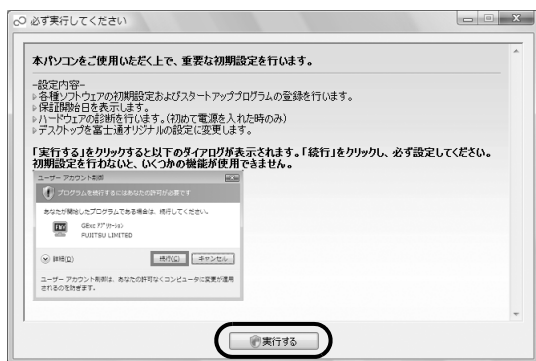 必ず実行してください
本パソコンをご使用いただく上で、重要な初期設定を行います。
-設定内容-
各種ソフトウェアの初期設定およびスタートアッププログラムの登録を行います。
保証開始日を表示します。
ハードウェアの診断を行います。(初めて電源を入れた時のみ)
デスクトップを富士通オリジナルの設定に変更します。
「実行する」をクリックすると以下のダイアログが表示されます。「続行」をクリックし、必ず設定してください。
初期設定を行わないと、いくつかの機能が使用できません。
ユーザー アカウント制御
プログラムを続行するにはあなたの許可が必要です
あなたが開始したプログラムである場合は、続行してください。
FMV
GExc アプリケーション
FUJITSU LIMITED
詳細(D)
続行(C)
キャンセル
ユーザー アカウント制御は、あなたの許可なくコンピュータに変更が適用
されるのを防ぎます。
実行する